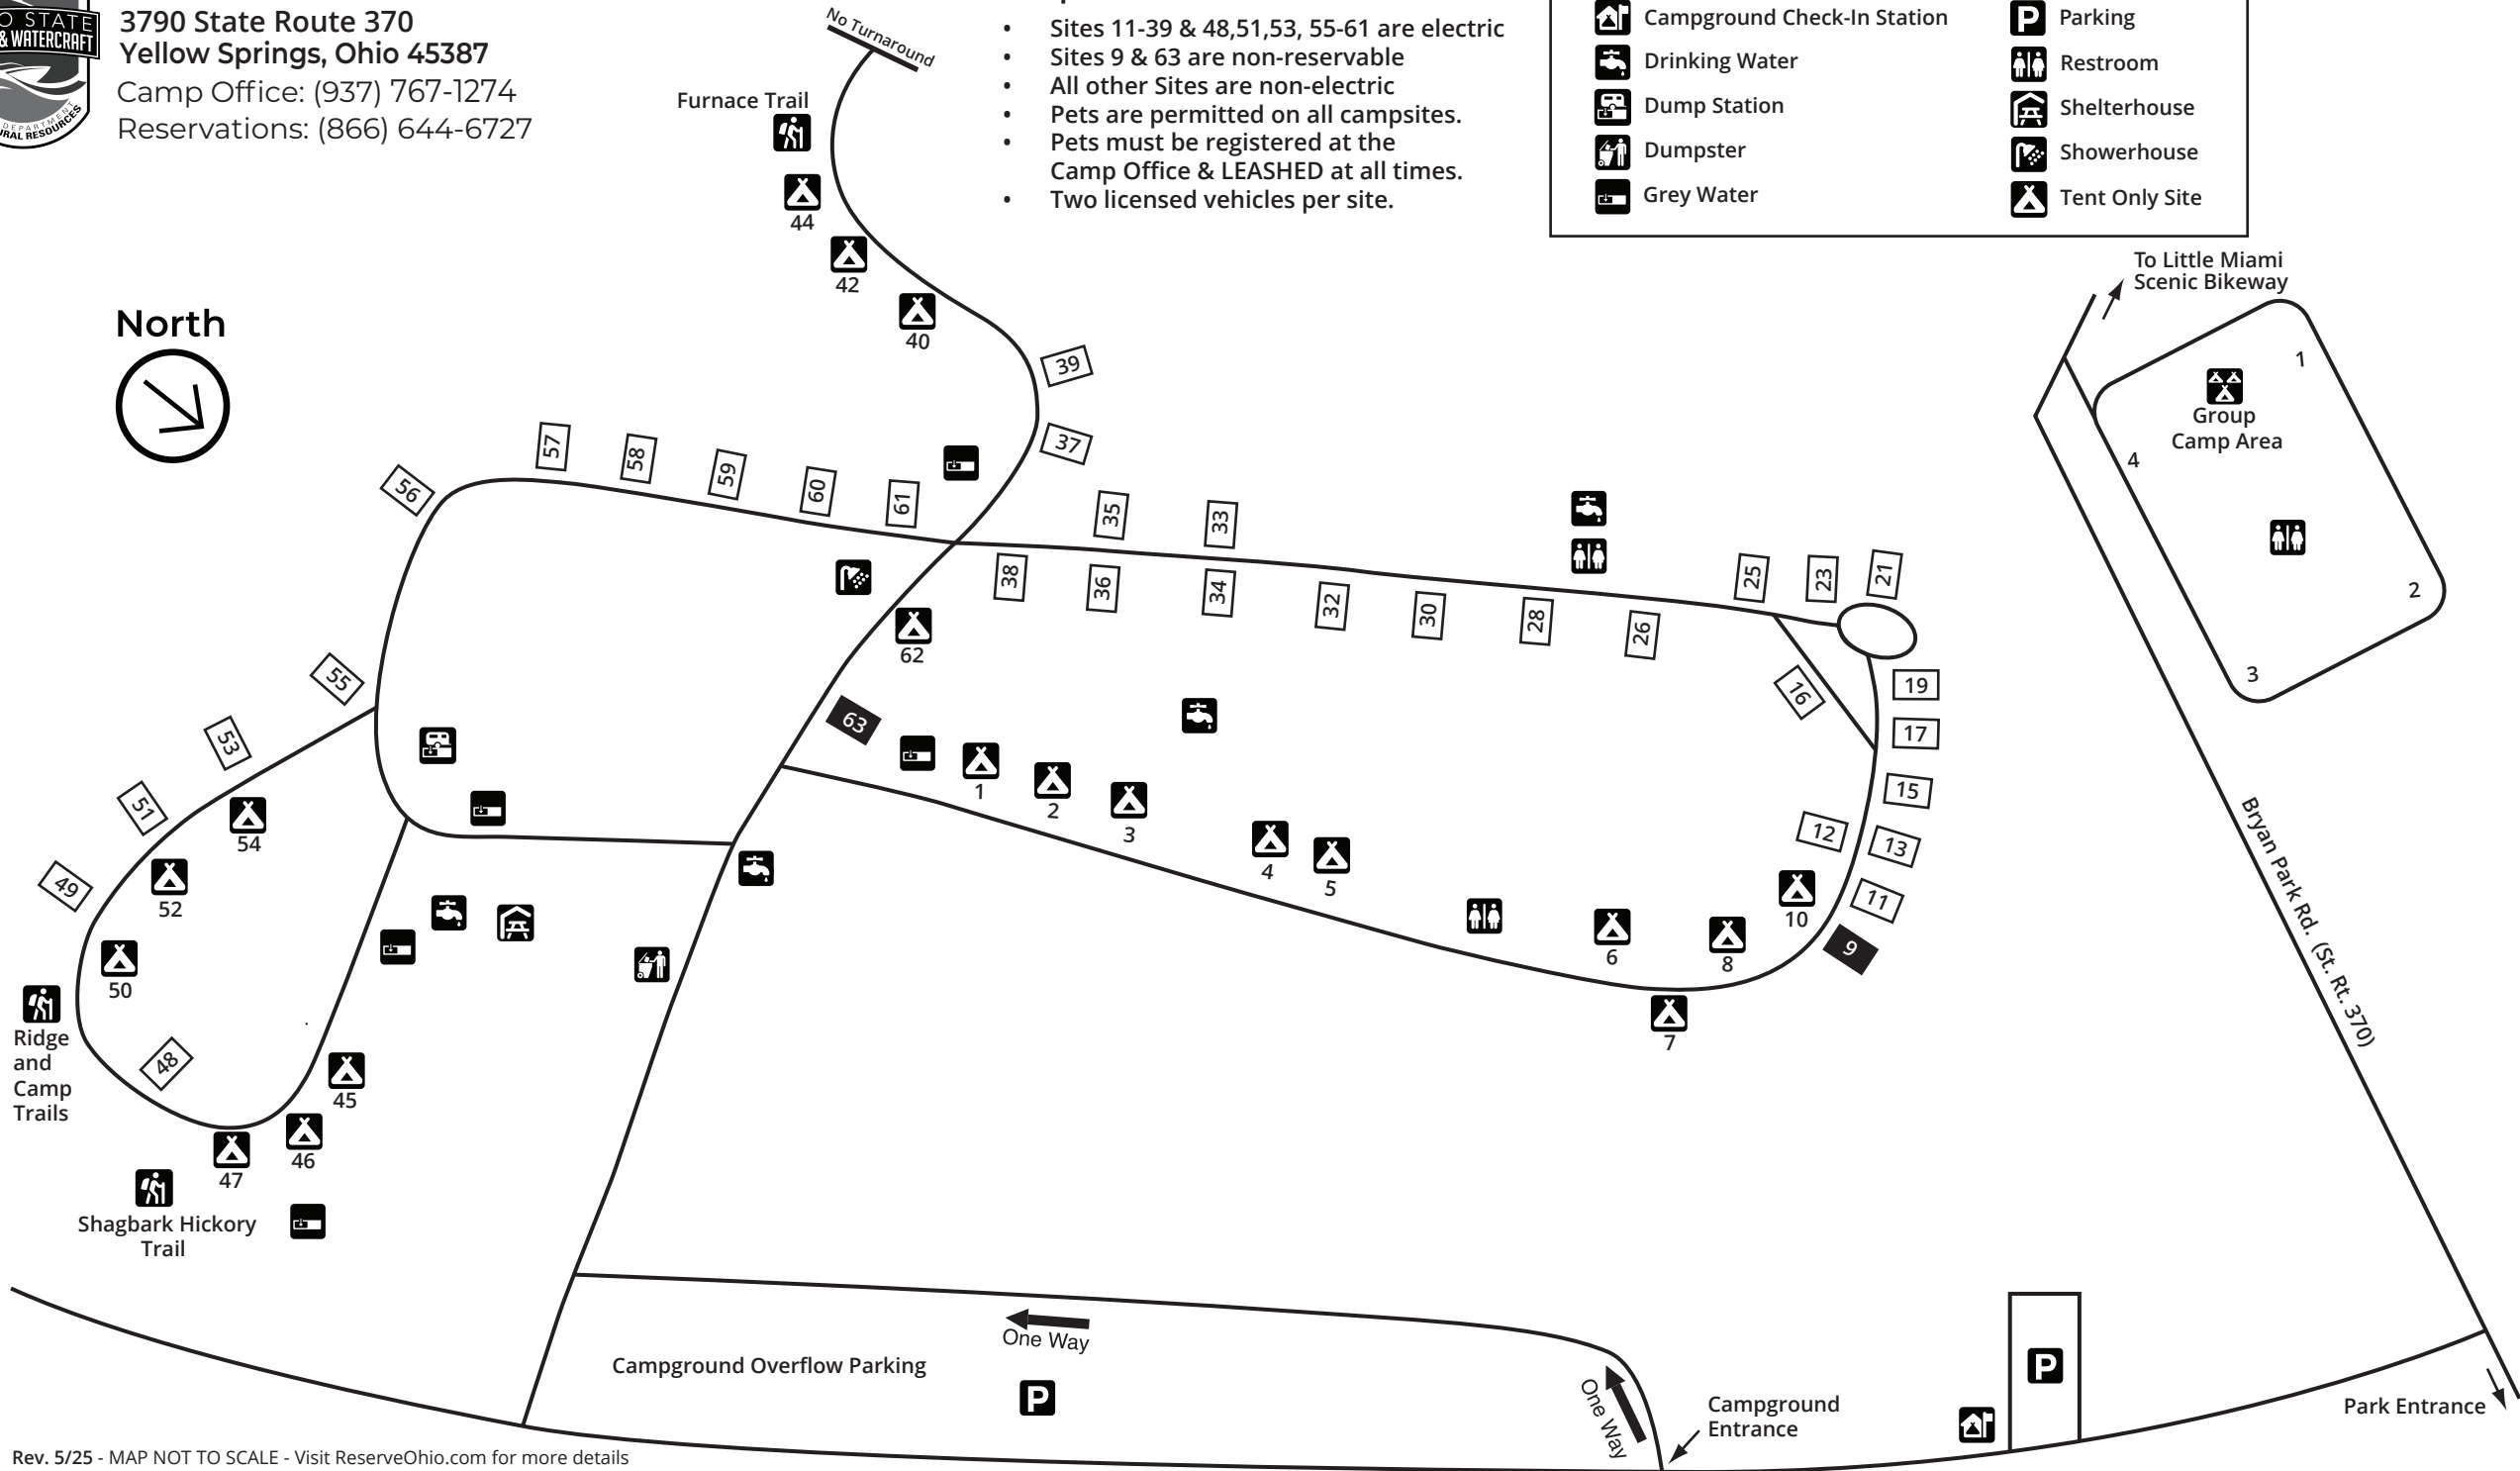 O STATE
& WATERCRAFT
DEPARTMENT
URAL RESOURCES
3790 State Route 370
Yellow Springs, Ohio 45387
Camp Office: (937) 767-1274
Reservations: (866) 644-6727
• Sites 11-39 & 48,51,53, 55-61 are electric
• Sites 9 & 63 are non-reservable
• All other Sites are non-electric
• Pets are permitted on all campsites.
• Pets must be registered at the
Camp Office & LEASHED at all times.
• Two licensed vehicles per site.
Campground Check-In Station
Drinking Water
Dump Station
Dumpster
Grey Water
P Parking
Restroom
Shelterhouse
Showerhouse
Tent Only Site
No Turnaround
Furnace Trail
44
42
40
39
37
North
To Little Miami
Scenic Bikeway
1
Group
Camp Area
4
2
3
57
58
59
60
61
56
35
33
38
36
34
32
30
28
26
25
23
21
62
63
16
19
17
15
12
13
11
10
9
1
2
3
4
5
6
8
7
55
53
51
49
54
52
50
48
45
46
47
Ridge
and
Camp
Trails
Shagbark Hickory
Trail
Bryan Park Rd. (St. Rt. 370)
One Way
Campground Overflow Parking
P
One Way
Campground
Entrance
P
Park Entrance
Rev. 5/25 - MAP NOT TO SCALE - Visit ReserveOhio.com for more details